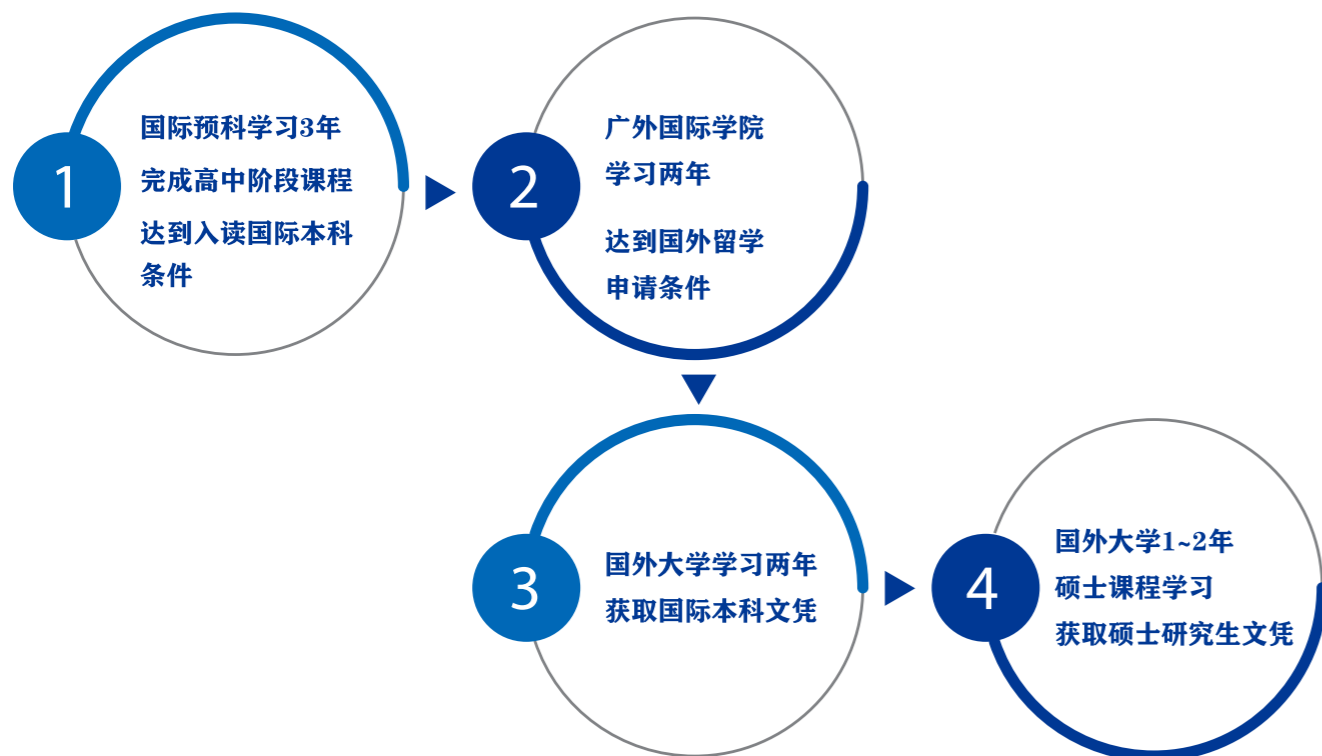 1
国际预科学习3年
完成高中阶段课程
达到入读国际本科
条件
2
广外国际学院
学习两年
达到国外留学
申请条件
3
国外大学学习两年
获取国际本科文凭
4
国外大学1~2年
硕士课程学习
获取硕士研究生文凭